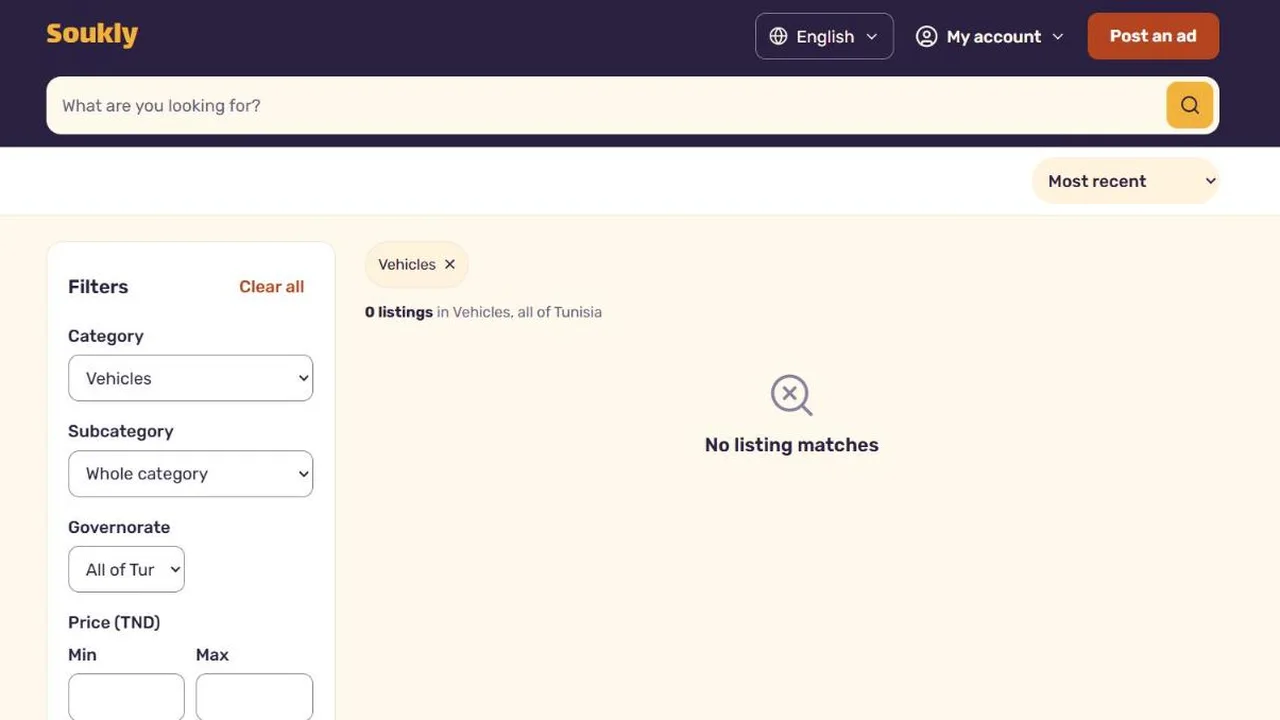 Soukly
English
My account
Post an ad
What are you looking for?
Most recent
Filters
Clear all
Category
Vehicles
Subcategory
Whole category
Governorate
All of Tur
Price (TND)
Min
Max
Vehicles
0 listings in Vehicles, all of Tunisia
No listing matches